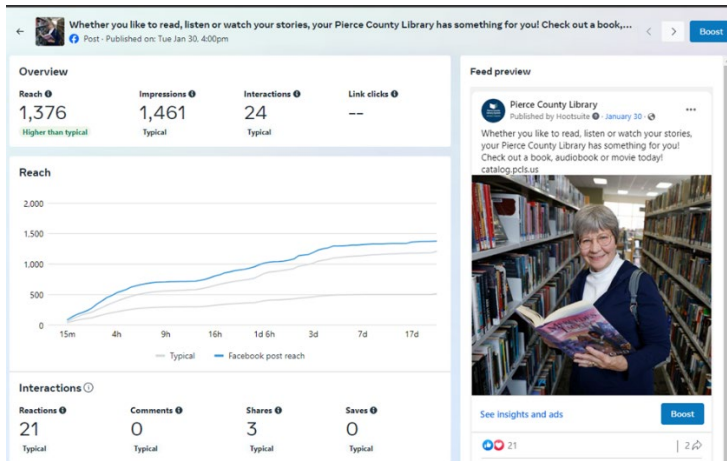 Whether you like to read, listen or watch your stories, your Pierce County Library has something for you! Check out a book,...
Post · Published on: Tue Jan 30, 4:00pm
Boost
Overview
Reach
Impressions
Interactions
Link clicks
1,376
1,461
24
--
Higher than typical
Typical
Typical
Reach
2,000
1,500
1,000
500
0
15m
4h
9h
16h
1d 6h
3d
7d
17d
Typical
Facebook post reach
Interactions
Reactions
Comments
Shares
Saves
21
0
3
0
Typical
Typical
Typical
Typical
Feed preview
Pierce County Library
Published by Hootsuite · January 30 ·
Whether you like to read, listen or watch your stories,
your Pierce County Library has something for you!
Check out a book, audiobook or movie today!
catalog.pcls.us
See insights and ads
Boost
21
2